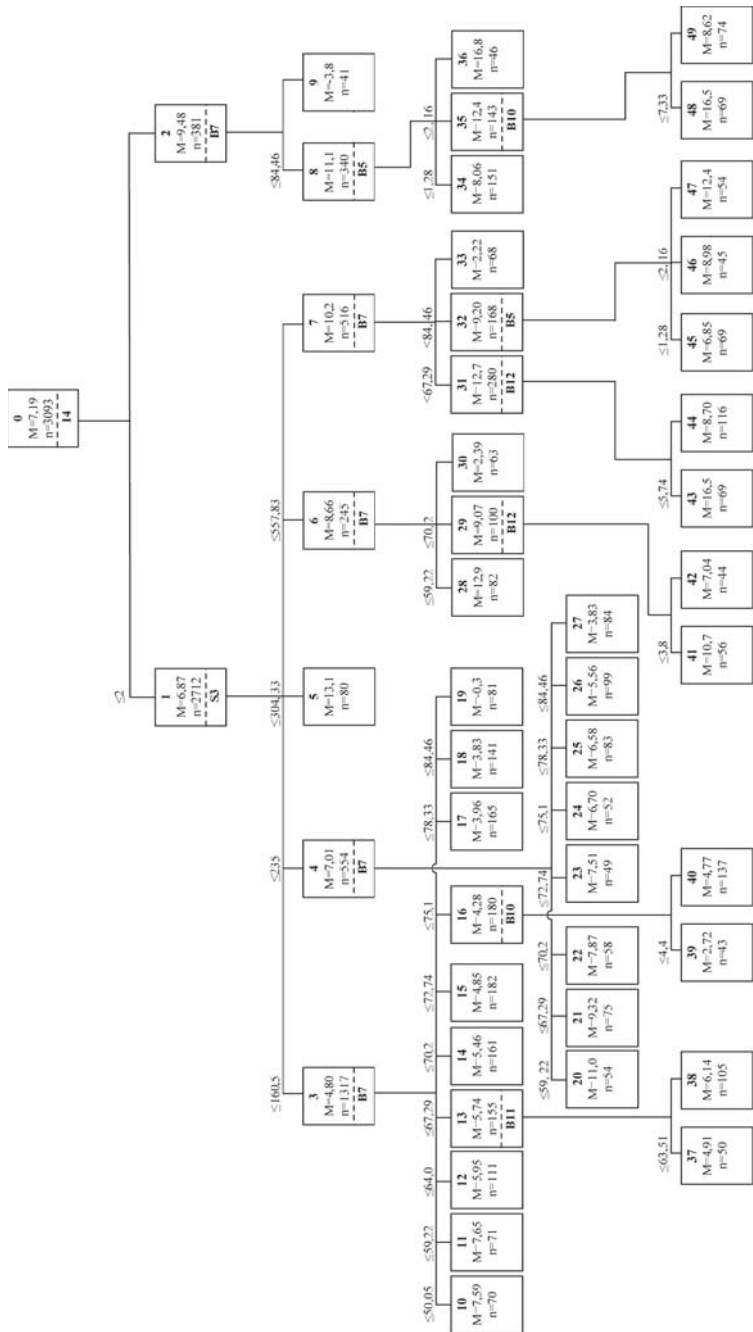 0
M=7,19
n=3093
14
≤2
1
M=6,87
n=2712
S3
2
M=9,48
n=381
B7
≤160,5
≤235
≤304,33
≤557,83
≤84,46
3
M=4,80
n=1317
B7
4
M=7,01
n=554
B7
5
M=13,1
n=80
6
M=8,66
n=245
B7
7
M=10,2
n=516
B7
8
M=11,1
n=340
B5
9
M=-3,8
n=41
≤50,05
≤59,22
≤64,0
≤67,29
≤70,2
≤72,74
≤75,1
≤78,33
≤84,46
≤59,22
≤70,2
≤67,29
≤84,46
≤1,28
≤2,16
10
M−7,59
n=70
11
M−7,65
n=71
12
M−5,95
n=111
13
M−5,74
n=155
B11
14
M−5,46
n=161
15
M−4,85
n=182
16
M−4,28
n=180
B10
17
M−3,96
n=165
18
M−3,83
n=141
19
M−-0,3
n=81
28
M=12,9
n=82
29
M=9,07
n=100
B12
30
M=2,39
n=63
31
M−12,7
n=280
B12
32
M−9,20
n=168
B5
33
M−2,22
n=68
34
M−8,06
n=151
35
M−12,4
n=143
B10
36
M=16,8
n=46
≤59,22
≤67,29
≤70,2
≤72,74
≤75,1
≤78,33
≤84,46
20
M−11,0
n=54
21
M−9,32
n=75
22
M−7,87
n=58
23
M−7,51
n=49
24
M−6,70
n=52
25
M−6,58
n=83
26
M−5,56
n=99
27
M−3,83
n=84
≤63,51
≤4,4
≤3,8
≤5,74
≤1,28
≤2,16
≤7,33
37
M=4,91
n=50
38
M−6,14
n=105
39
M=2,72
n=43
40
M−4,77
n=137
41
M=10,7
n=56
42
M=7,04
n=44
43
M=16,5
n=69
44
M−8,70
n=116
45
M=6,85
n=69
46
M=8,98
n=45
47
M=12,4
n=54
48
M=16,5
n=69
49
M=8,62
n=74